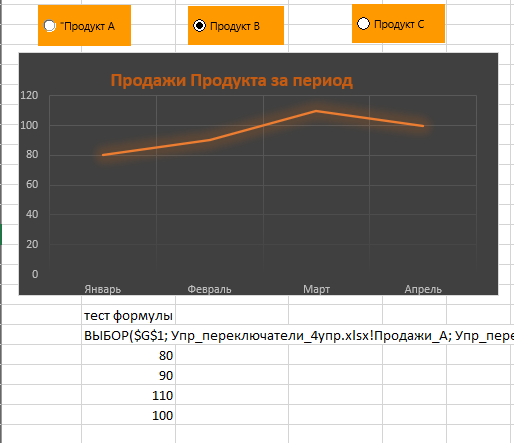 "Продукт A
Продукт B
Продукт C
Продажи Продукта за период
120
100
80
60
40
20
0
Январь Февраль Март Апрель
тест формулы
ВЫБОР($G$1; Упр_переключатели_4упр.xlsx!Продажи_A; Упр_пере
80
90
110
100